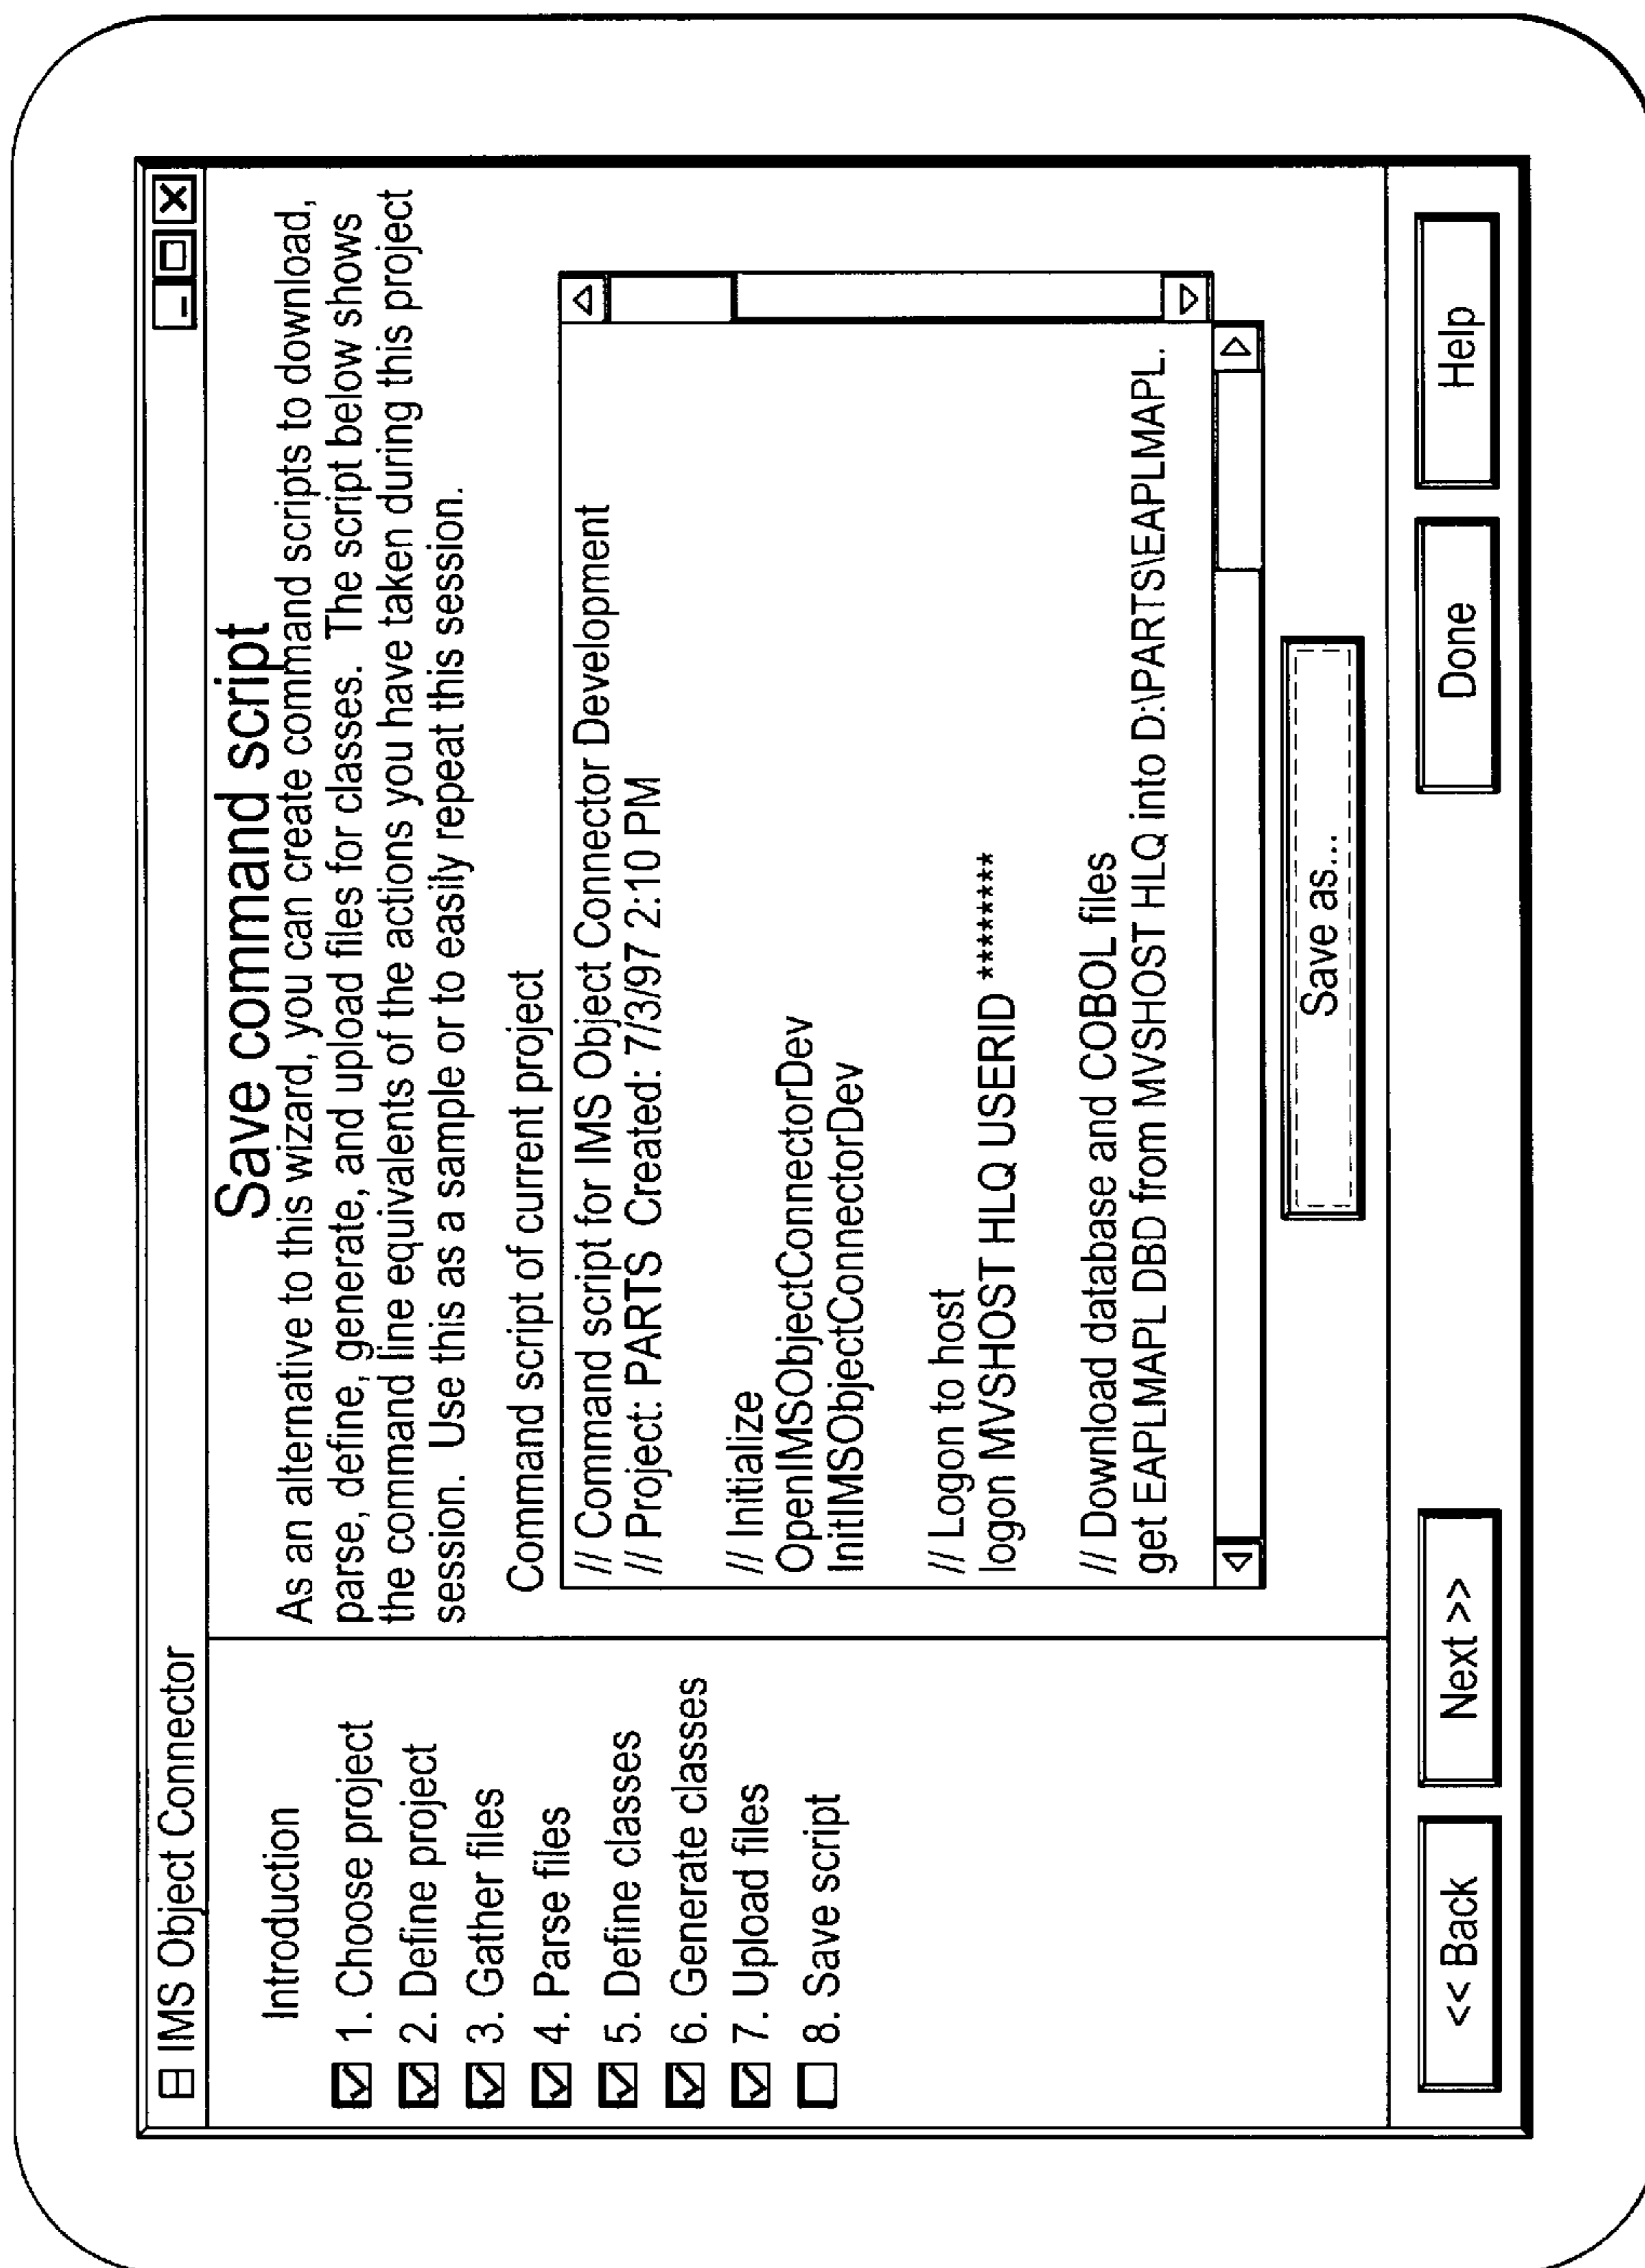 IMS Object Connector
Introduction
1. Choose project
2. Define project
3. Gather files
4. Parse files
5. Define classes
6. Generate classes
7. Upload files
8. Save script
Save command script
As an alternative to this wizard, you can create command scripts to download,
parse, define, generate, and upload files for classes. The script below shows
the command line equivalents of the actions you have taken during this project
session. Use this as a sample or to easily repeat this session.
Command script of current project
// Command script for IMS Object Connector Development
// Project: PARTS Created: 7/3/97 2:10 PM
// Initialize
OpenIMSObjectConnectorDev
InitIMSObjectConnectorDev
// Logon to host
logon MVSHOST HLQ USERID ********
// Download database and COBOL files
get EAPLMAPL DBD from MVSHOST HLQ into D:\PARTS\EAPLMAPL.
Save as...
<< Back
Next >>
Done
Help